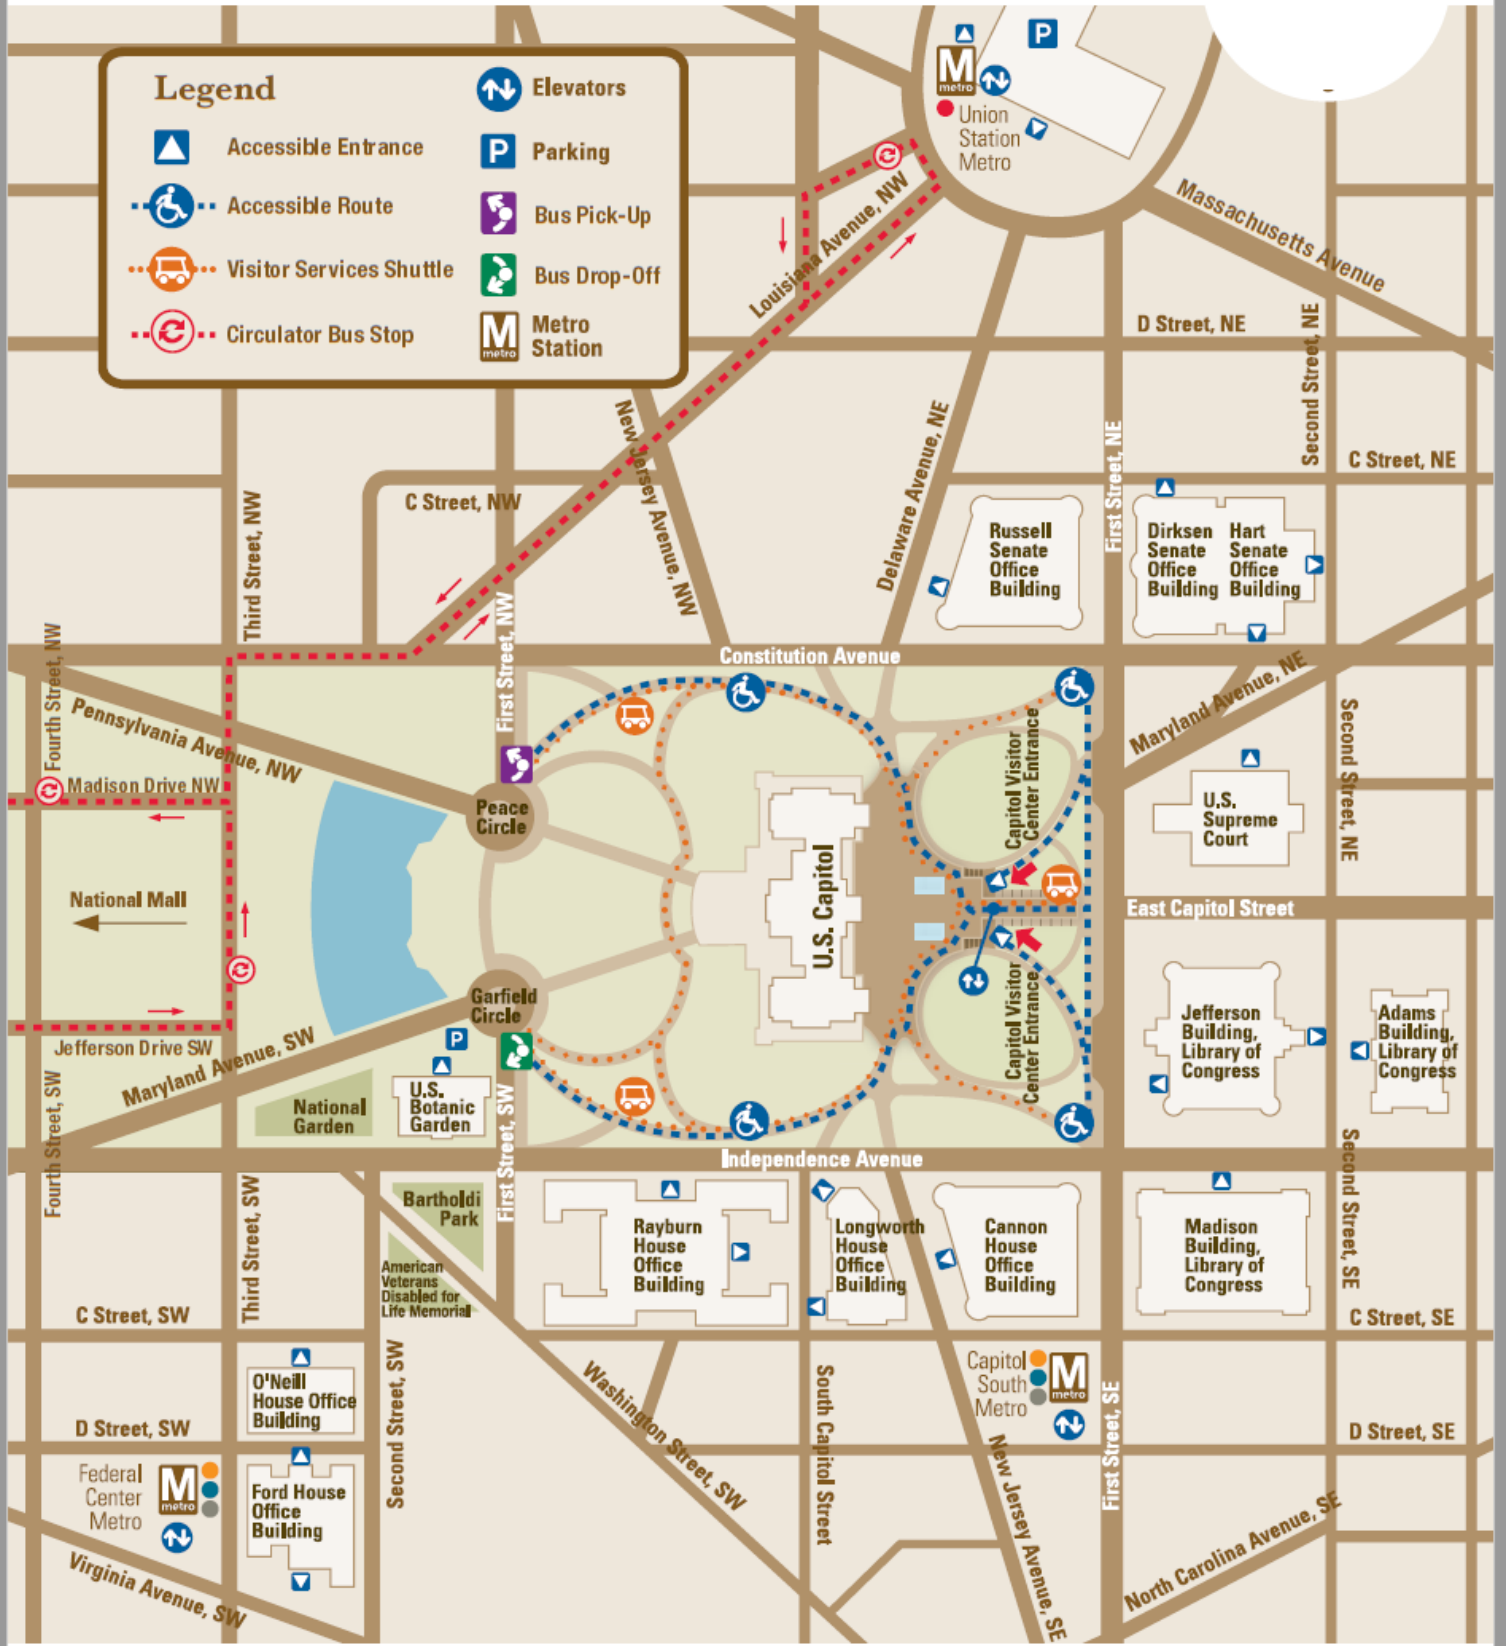 Legend
Accessible Entrance
Accessible Route
Visitor Services Shuttle
Circulator Bus Stop
Elevators
P
Parking
Bus Pick-Up
Bus Drop-Off
M
metro
Metro
Station
P
M
metro
Union
Station
Metro
Massachusetts Avenue
Louisiana Avenue, NW
D Street, NE
Second Street, NE
C Street, NE
First Street, NE
Delaware Avenue, NE
New Jersey Avenue, NW
C Street, NW
Third Street, NW
First Street, NW
Fourth Street, NW
Russell
Senate
Office
Building
Dirksen
Senate
Office
Building
Hart
Senate
Office
Building
Constitution Avenue
Maryland Avenue, NE
Second Street, NE
Pennsylvania Avenue, NW
Madison Drive NW
Peace
Circle
National Mall
U.S. Capitol
Capitol Visitor
Center Entrance
Capitol Visitor
Center Entrance
U.S.
Supreme
Court
East Capitol Street
Garfield
Circle
P
Jefferson Drive SW
Maryland Avenue, SW
National
Garden
U.S.
Botanic
Garden
Jefferson
Building,
Library of
Congress
Adams
Building,
Library of
Congress
Fourth Street, SW
First Street, SW
Independence Avenue
Third Street, SW
Bartholdi
Park
American
Veterans
Disabled for
Life Memorial
Rayburn
House
Office
Building
Longworth
House
Office
Building
Cannon
House
Office
Building
Madison
Building,
Library of
Congress
Second Street, SE
C Street, SW
C Street, SE
O'Neill
House Office
Building
Second Street, SW
Washington Street, SW
South Capitol Street
Capitol
South
Metro
M
metro
First Street, SE
D Street, SW
D Street, SE
Federal
Center
Metro
M
metro
Ford House
Office
Building
New Jersey Avenue, SE
North Carolina Avenue, SE
Virginia Avenue, SW